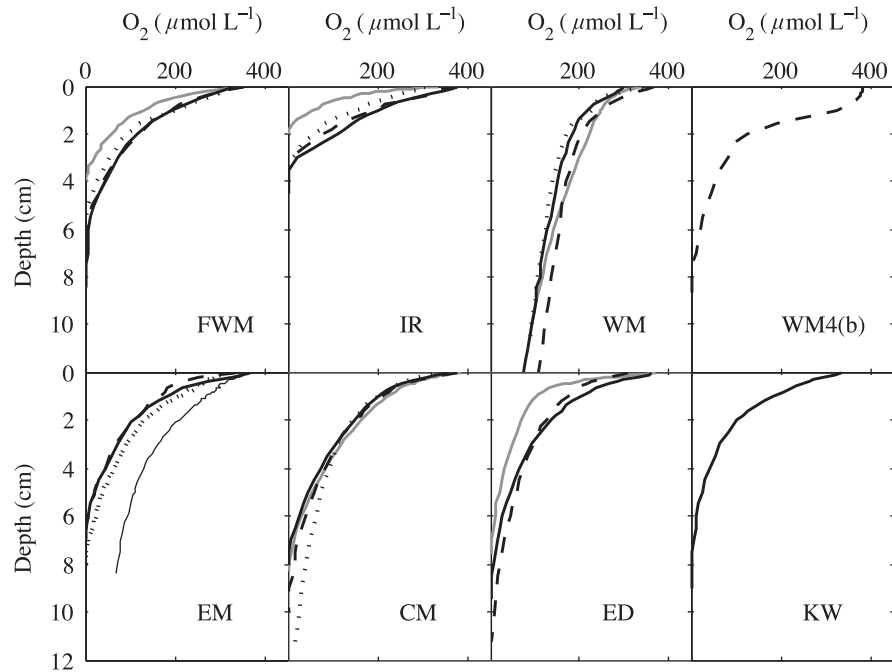 O₂ (μmol L⁻¹) O₂ (μmol L⁻¹) O₂ (μmol L⁻¹) O₂ (μmol L⁻¹)
0 200 400 200 400 200 400 200 400
0
2
4
6
8
10
Depth (cm)
FWM IR WM WM4(b)
0
2
4
6
8
10
12
Depth (cm)
EM CM ED KW